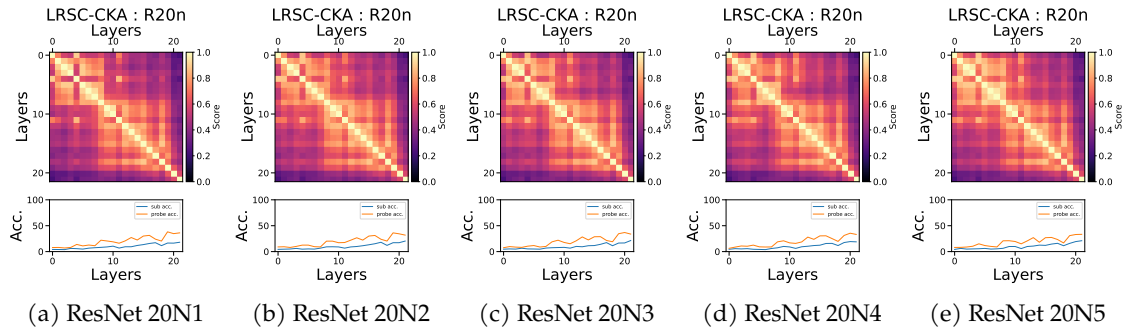 LRSC-CKA : R20n
Layers
0 10 20
0 10 20
Layers
1.0 0.8 0.6 0.4 0.2 0.0
Score
100 0
Acc.
sub acc.
probe acc.
0 10 20
Layers
(a) ResNet 20N1
LRSC-CKA : R20n
Layers
0 10 20
0 10 20
Layers
1.0 0.8 0.6 0.4 0.2 0.0
Score
100 50 0
Acc.
sub acc.
probe acc.
0 10 20
Layers
(b) ResNet 20N2
LRSC-CKA : R20n
Layers
0 10 20
0 10 20
Layers
1.0 0.8 0.6 0.4 0.2 0.0
Score
100 50 0
Acc.
sub acc.
probe acc.
0 10 20
Layers
(c) ResNet 20N3
LRSC-CKA : R20n
Layers
0 10 20
0 10 20
Layers
1.0 0.8 0.6 0.4 0.2 0.0
Score
100 50 0
Acc.
sub acc.
probe acc.
0 10 20
Layers
(d) ResNet 20N4
LRSC-CKA : R20n
Layers
0 10 20
0 10 20
Layers
1.0 0.8 0.6 0.4 0.2 0.0
Score
100 50 0
Acc.
sub acc.
probe acc.
0 10 20
Layers
(e) ResNet 20N5